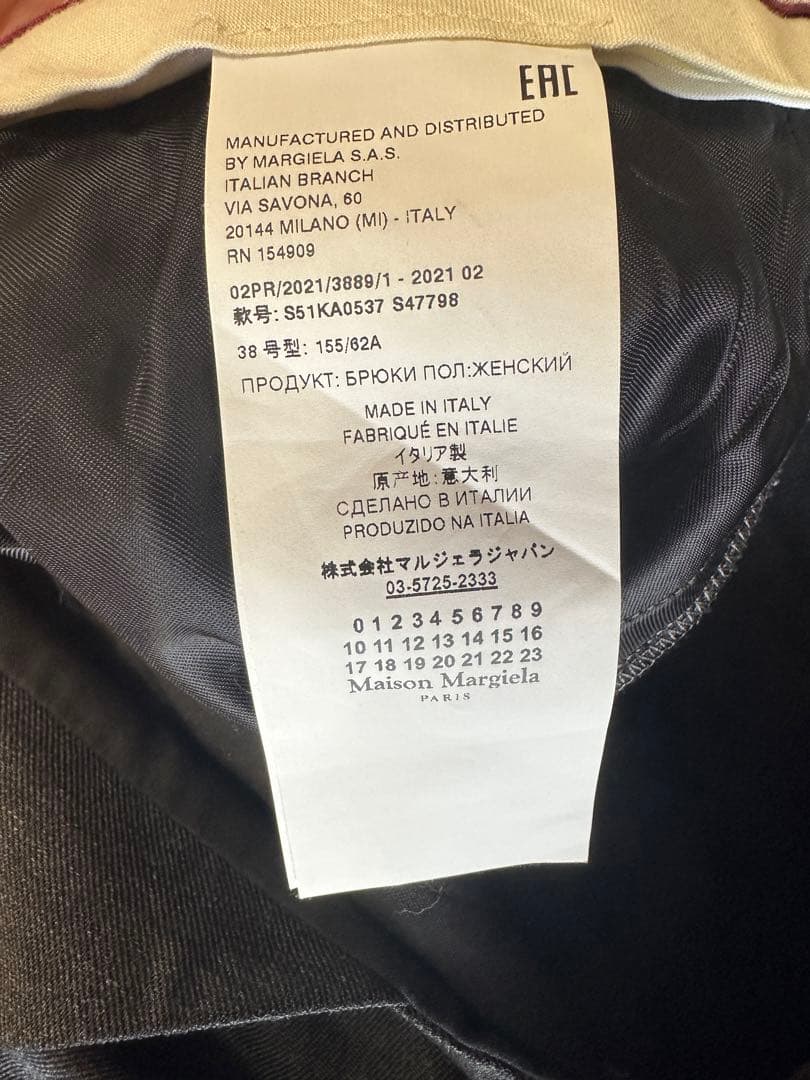 EAC
MANUFACTURED AND DISTRIBUTED
BY MARGIELA S.A.S.
ITALIAN BRANCH
VIA SAVONA, 60
20144 MILANO (MI) - ITALY
RN 154909
02PR/2021/3889/1 - 2021 02
款号: S51KA0537 S47798
38 号型: 155/62A
ПРОДУКТ: БРЮКИ ПОЛ:ЖЕНСКИЙ
MADE IN ITALY
FABRIQUÉ EN ITALIE
イタリア製
原产地:意大利
СДЕЛАНО В ИТАЛИИ
PRODUZIDO NA ITALIA
株式会社マルジェラジャパン
03-5725-2333
0 1 2 3 4 5 6 7 8 9
10 11 12 13 14 15 16
17 18 19 20 21 22 23
Maison Margiela
PARIS